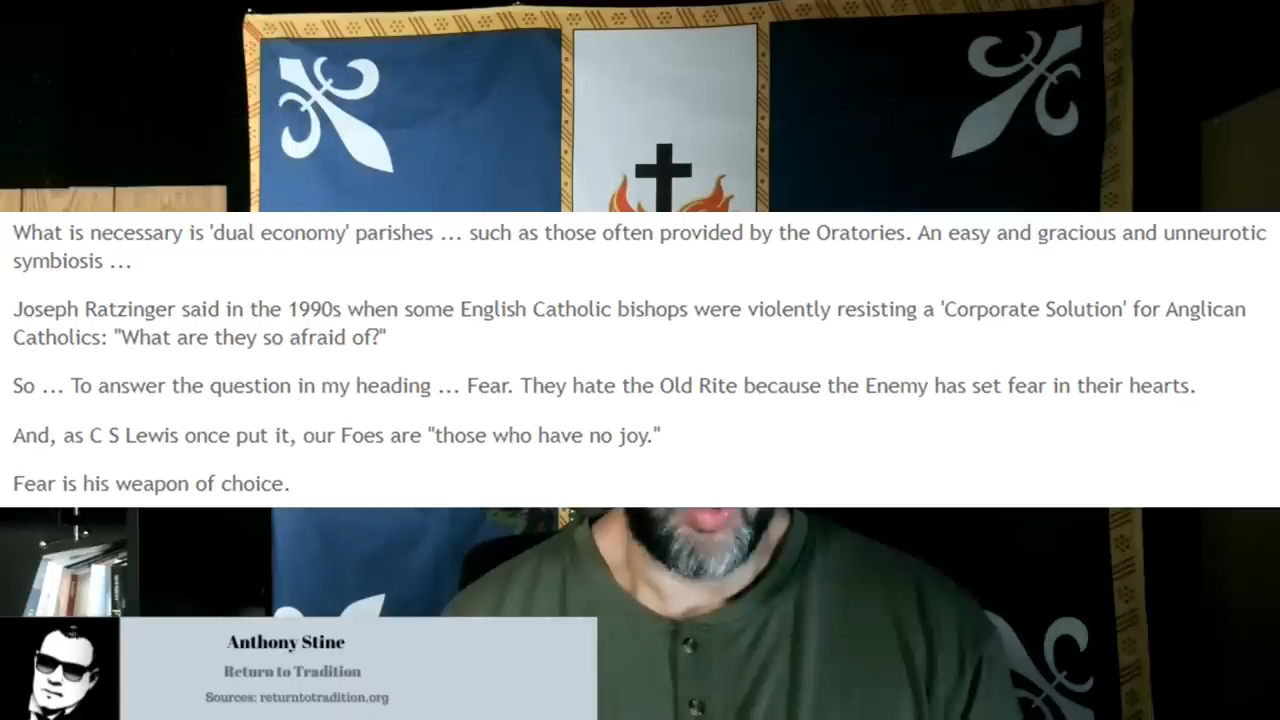 What is necessary is 'dual economy' parishes ... such as those often provided by the Oratories. An easy and gracious and unneurotic
symbiosis ...
Joseph Ratzinger said in the 1990s when some English Catholic bishops were violently resisting a 'Corporate Solution' for Anglican
Catholics: "What are they so afraid of?"
So ... To answer the question in my heading ... Fear. They hate the Old Rite because the Enemy has set fear in their hearts.
And, as C S Lewis once put it, our Foes are "those who have no joy."
Fear is his weapon of choice.
Anthony Stine
Return to Tradition
Sources: returntotradition.org